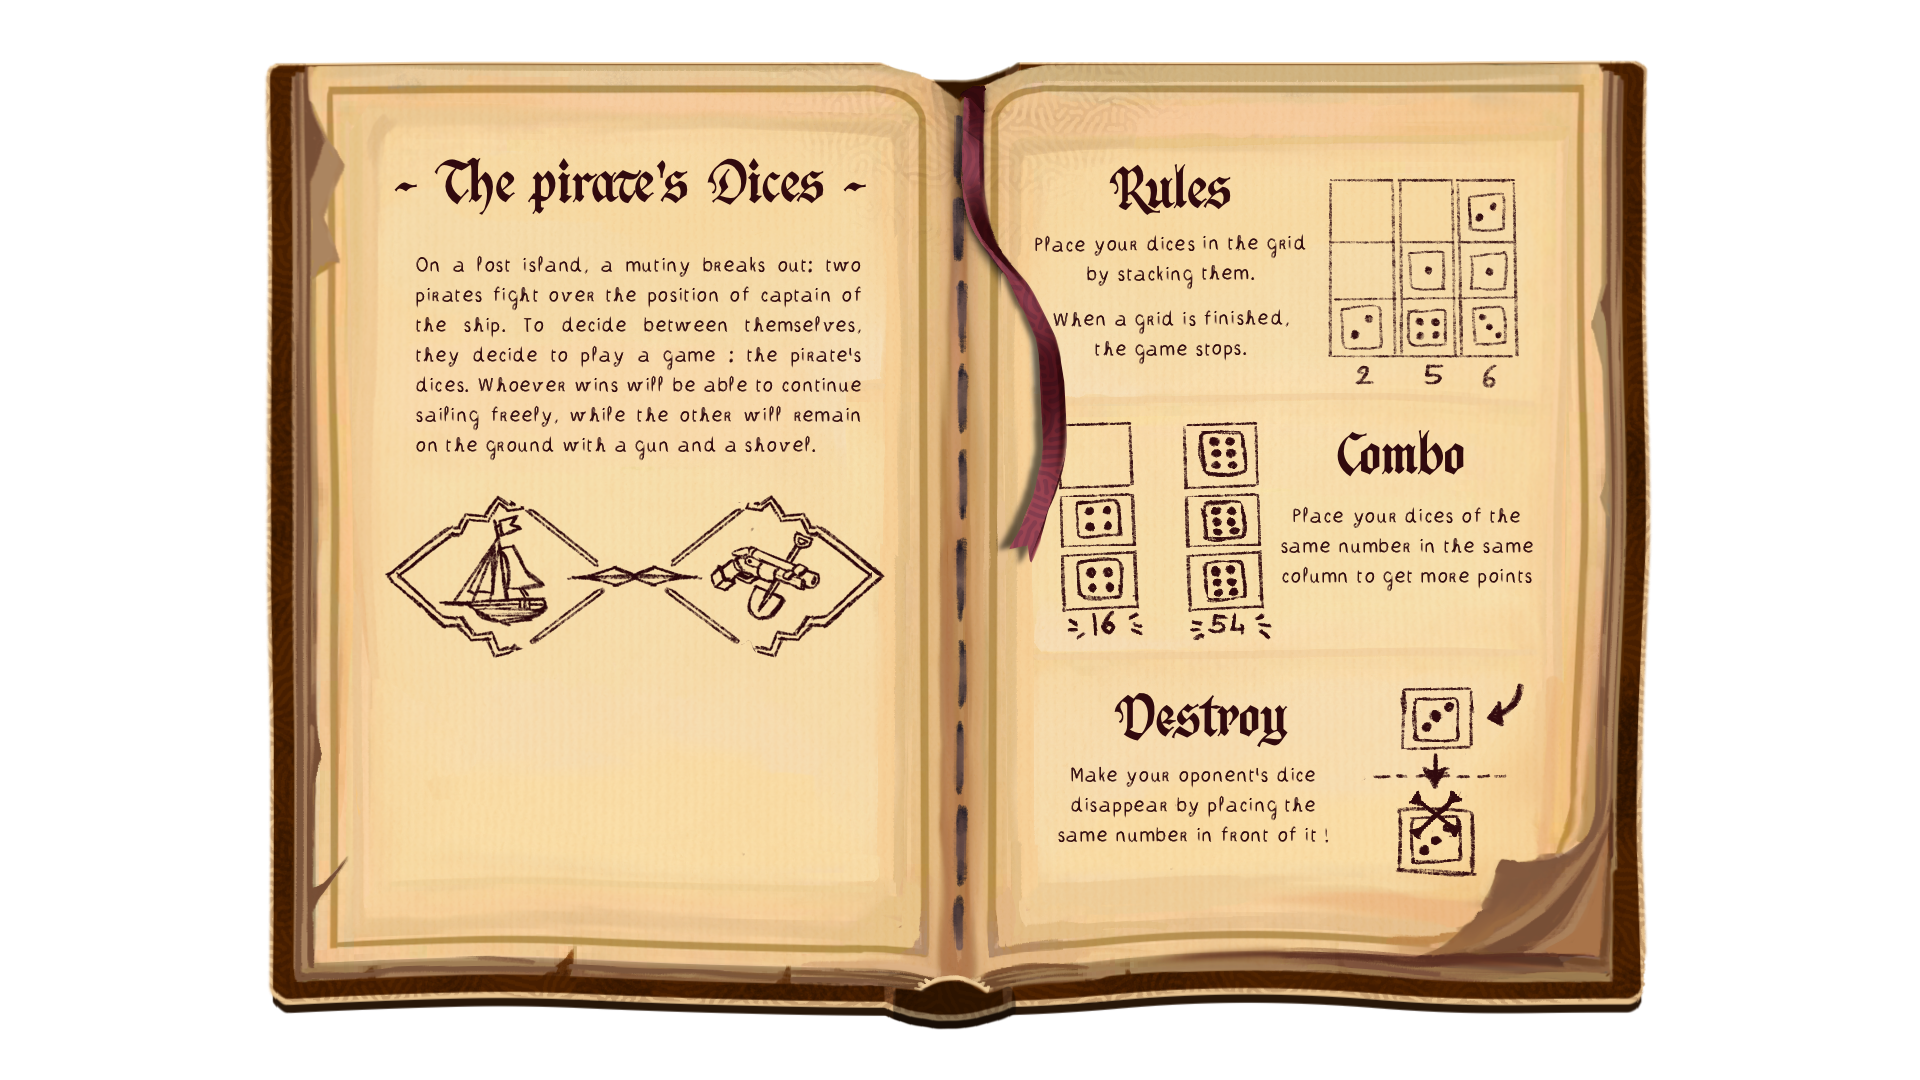 - The pirate's Dices -
On a lost island, a mutiny breaks out: two
pirates fight over the position of captain of
the ship. To decide between themselves,
they decide to play a game : the pirate's
dices. Whoever wins will be able to continue
sailing freely, while the other will remain
on the ground with a gun and a shovel.
Rules
Place your dices in the grid
by stacking them.
When a grid is finished,
the game stops.
2 5 6
Combo
Place your dices of the
same number in the same
column to get more points
16 54
Destroy
Make your oponent's dice
disappear by placing the
same number in front of it !